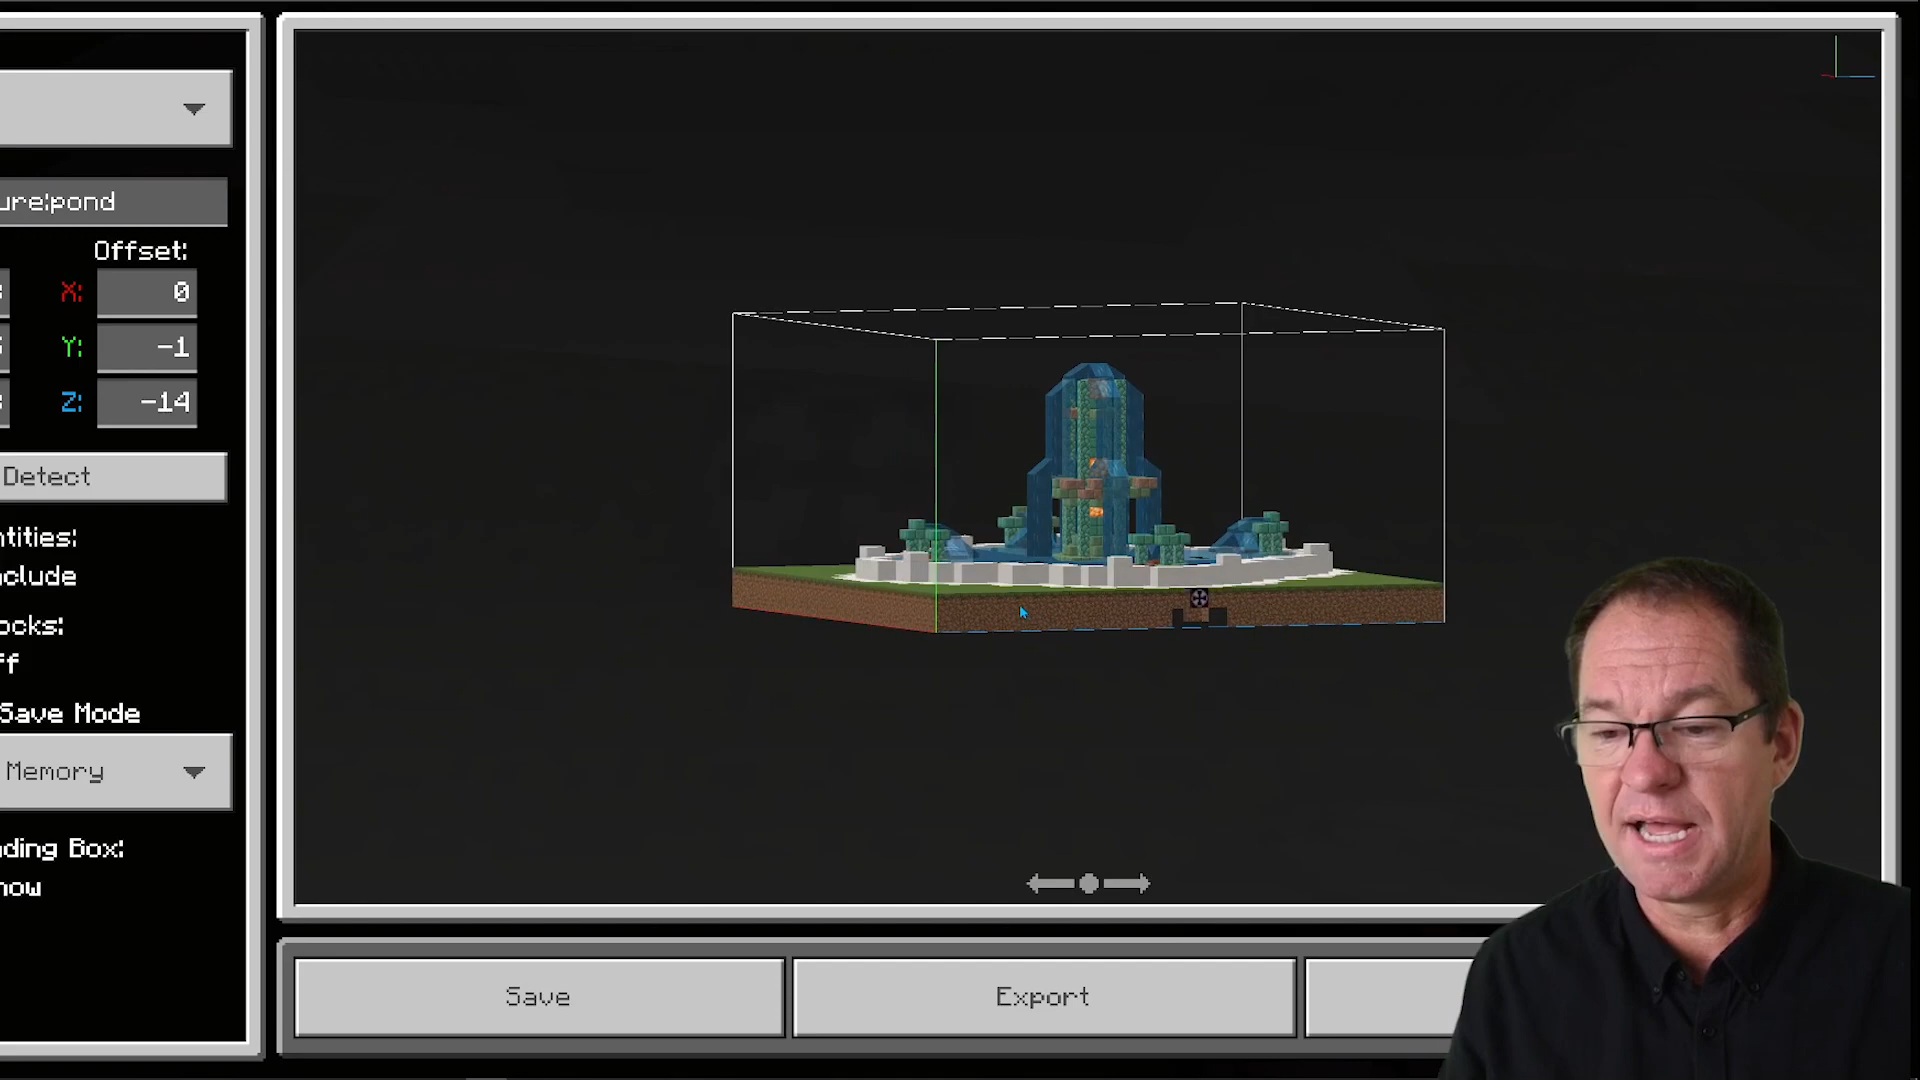 ure:pond
Offset:
X: 0
Y: -1
Z: -14
Detect
ntities:
nclude
ocks:
ff
Save Mode
Memory
nding Box:
how
Save
Export